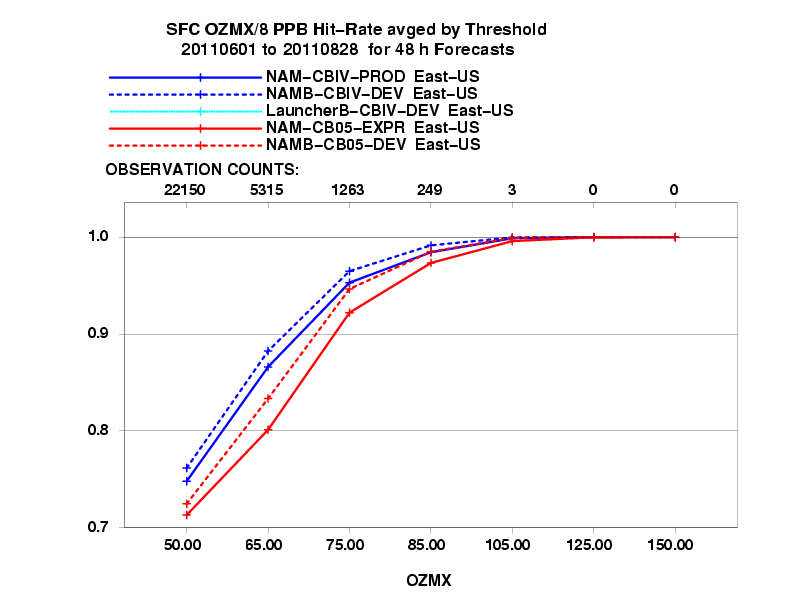 SFC OZMX/8 PPB Hit-Rate avged by Threshold
20110601 to 20110828 for 48 h Forecasts
NAM-CBIV-PROD East-US
NAMB-CBIV-DEV East-US
LauncherB-CBIV-DEV East-US
NAM-CB05-EXPR East-US
NAMB-CB05-DEV East-US
OBSERVATION COUNTS:
22150 5315 1263 249 3 0 0
1.0
0.9
0.8
0.7
50.00 65.00 75.00 85.00 105.00 125.00 150.00
OZMX